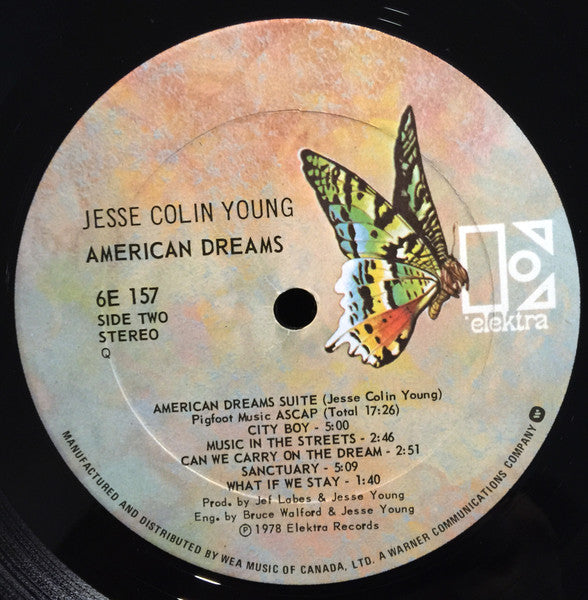 JESSE COLIN YOUNG
AMERICAN DREAMS
6E 157
SIDE TWO
STEREO
Q
elektra
AMERICAN DREAMS SUITE (Jesse Colin Young)
Pigfoot Music ASCAP (Total 17:26)
CITY BOY - 5:00
MUSIC IN THE STREETS - 2:46
CAN WE CARRY ON THE DREAM - 2:51
SANCTUARY - 5:09
WHAT IF WE STAY - 1:40
Prod. by Jef Labes & Jesse Young
Eng. by Bruce Walford & Jesse Young
Ⓟ 1978 Elektra Records
MANUFACTURED AND DISTRIBUTED BY WEA MUSIC OF CANADA, LTD. A WARNER COMMUNICATIONS COMPANY